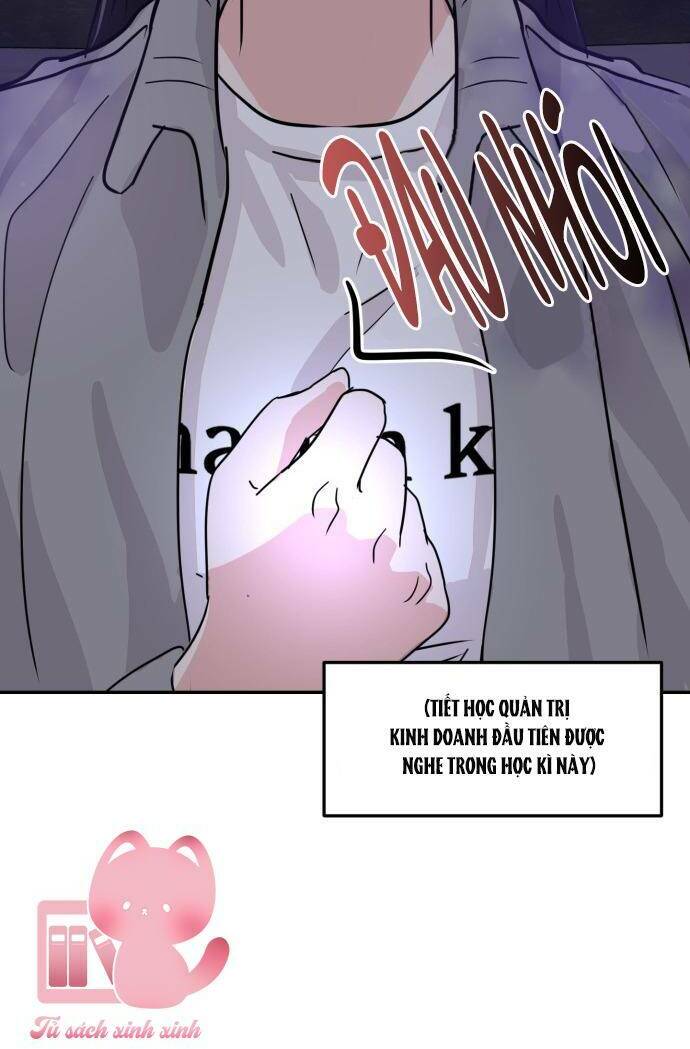 ĐAU NHÓI
k
(TIẾT HỌC QUẢN TRỊ
KINH DOANH ĐẦU TIÊN ĐƯỢC
NGHE TRONG HỌC KÌ NÀY)
Tủ sách xinh xinh